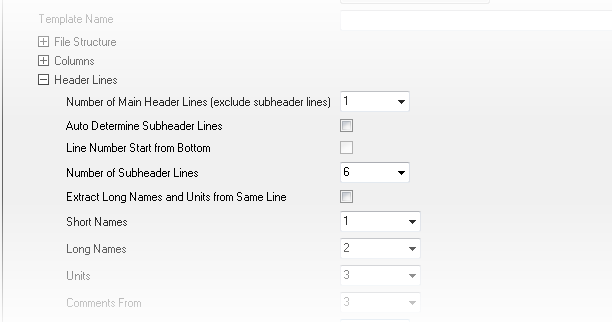 Template Name
File Structure
Columns
Header Lines
Number of Main Header Lines (exclude subheader lines) 1
Auto Determine Subheader Lines
Line Number Start from Bottom
Number of Subheader Lines 6
Extract Long Names and Units from Same Line
Short Names 1
Long Names 2
Units 3
Comments From 3